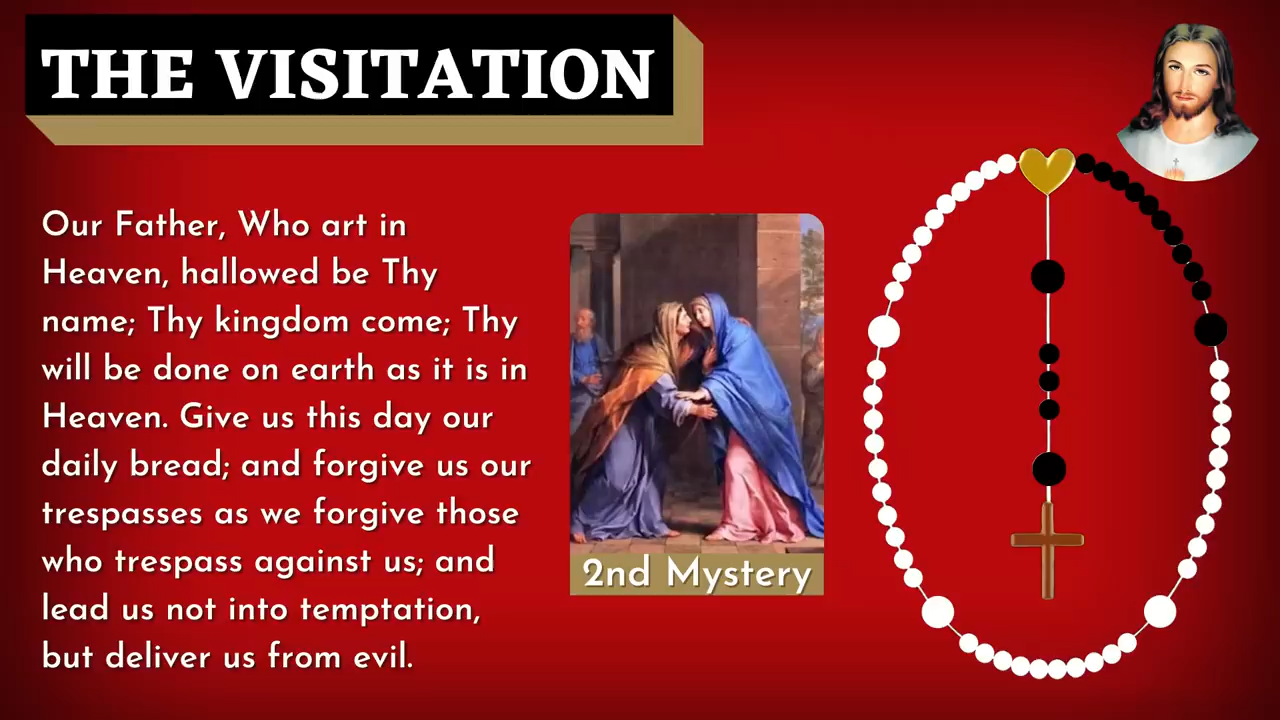 THE VISITATION
Our Father, Who art in
Heaven, hallowed be Thy
name; Thy kingdom come; Thy
will be done on earth as it is in
Heaven. Give us this day our
daily bread; and forgive us our
trespasses as we forgive those
who trespass against us; and
lead us not into temptation,
but deliver us from evil.
2nd Mystery